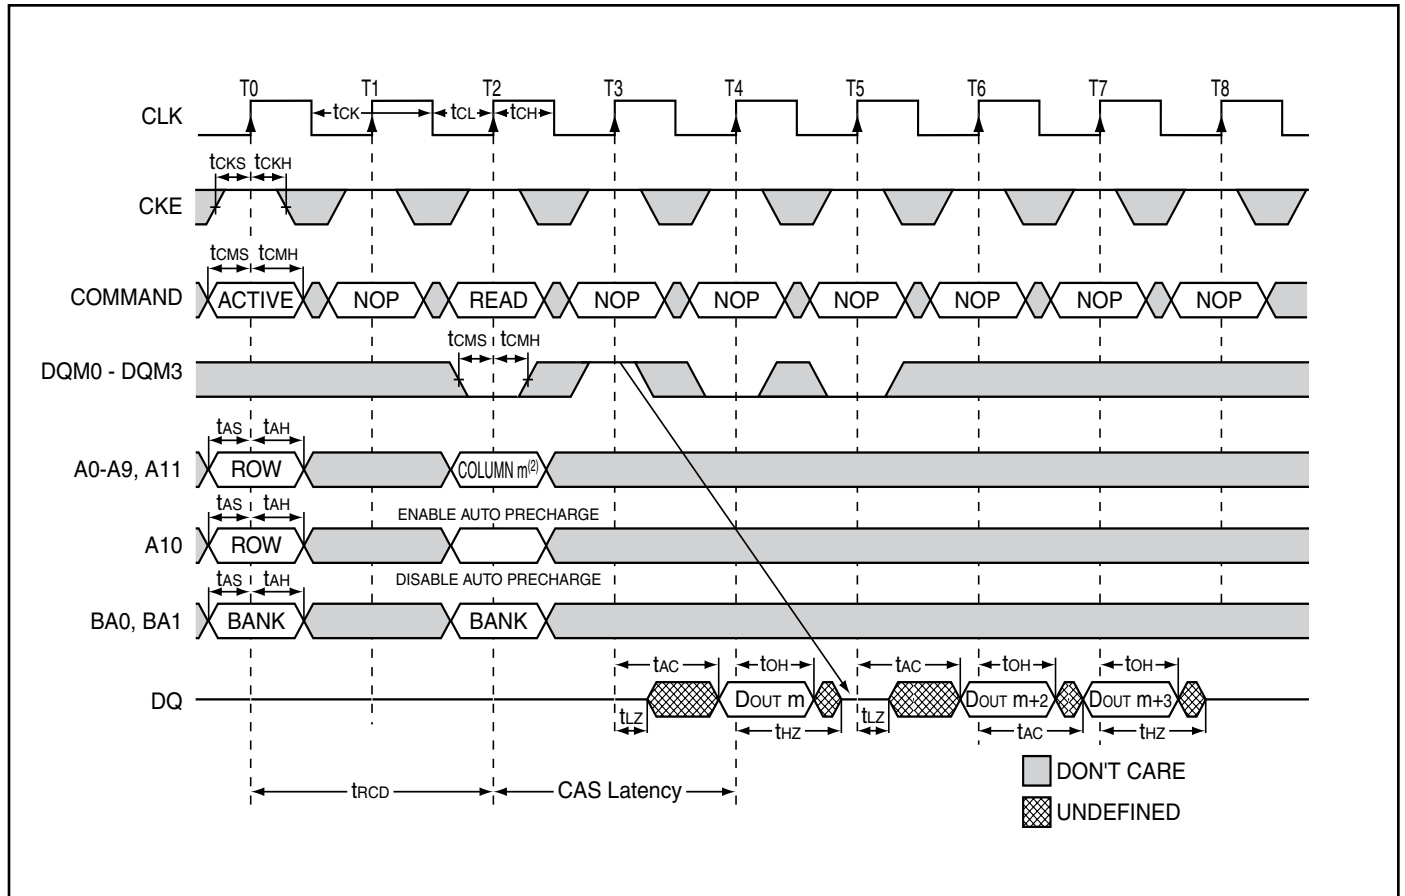 T0 T1 T2 T3 T4 T5 T6 T7 T8
CLK tCK tCL tCH
tCKS tCKH
CKE
tCMS tCMH
COMMAND ACTIVE NOP READ NOP NOP NOP NOP NOP NOP
tCMS tCMH
DQM0 - DQM3
tAS tAH
A0-A9, A11 ROW COLUMN m(2)
tAS tAH ENABLE AUTO PRECHARGE
A10 ROW
tAS tAH DISABLE AUTO PRECHARGE
BA0, BA1 BANK BANK
tAC tOH tAC tOH tOH
DQ DOUT m DOUT m+2 DOUT m+3
tLZ tHZ tLZ tAC tHZ
DON'T CARE
tRCD CAS Latency
UNDEFINED